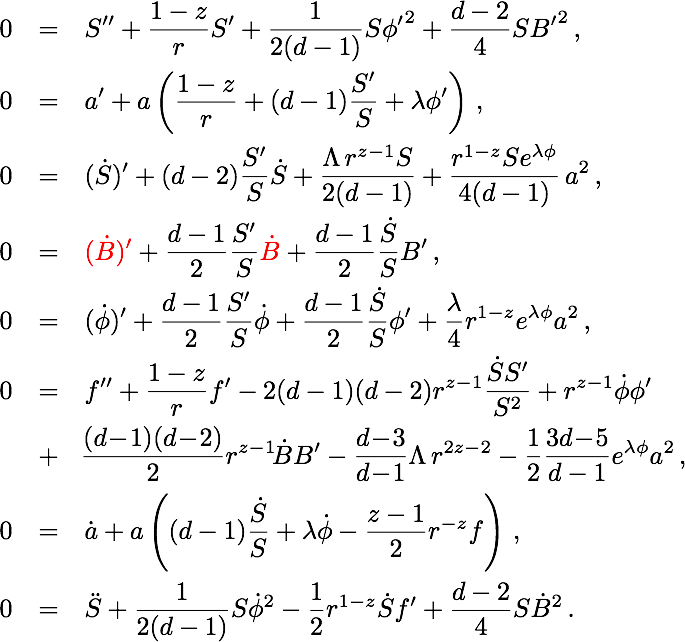 $0 = S'' + \frac{1-z}{r}S' + \frac{1}{2(d-1)}S{\phi'}^2 + \frac{d-2}{4}S{B'}^2\,,$
$0 = a' + a\left(\frac{1-z}{r} + (d-1)\frac{S'}{S} + \lambda\phi'\right)\,,$
$0 = (\dot{S})' + (d-2)\frac{S'}{S}\dot{S} + \frac{\Lambda\, r^{z-1}S}{2(d-1)} + \frac{r^{1-z}Se^{\lambda\phi}}{4(d-1)}\,a^2\,,$
$0 = (\dot{B})' + \frac{d-1}{2}\frac{S'}{S}\dot{B} + \frac{d-1}{2}\frac{\dot{S}}{S}B'\,,$
$0 = (\dot{\phi})' + \frac{d-1}{2}\frac{S'}{S}\dot{\phi} + \frac{d-1}{2}\frac{\dot{S}}{S}\phi' + \frac{\lambda}{4}r^{1-z}e^{\lambda\phi}a^2\,,$
$0 = f'' + \frac{1-z}{r}f' - 2(d-1)(d-2)r^{z-1}\frac{\dot{S}S'}{S^2} + r^{z-1}\dot{\phi}\phi'$
$+ \frac{(d-1)(d-2)}{2}r^{z-1}\dot{B}B' - \frac{d-3}{d-1}\Lambda\, r^{2z-2} - \frac{1}{2}\frac{3d-5}{d-1}e^{\lambda\phi}a^2\,,$
$0 = \dot{a} + a\left((d-1)\frac{\dot{S}}{S} + \lambda\dot{\phi} - \frac{z-1}{2}r^{-z}f\right)\,,$
$0 = \ddot{S} + \frac{1}{2(d-1)}S\dot{\phi}^2 - \frac{1}{2}r^{1-z}\dot{S}f' + \frac{d-2}{4}S\dot{B}^2\,.$